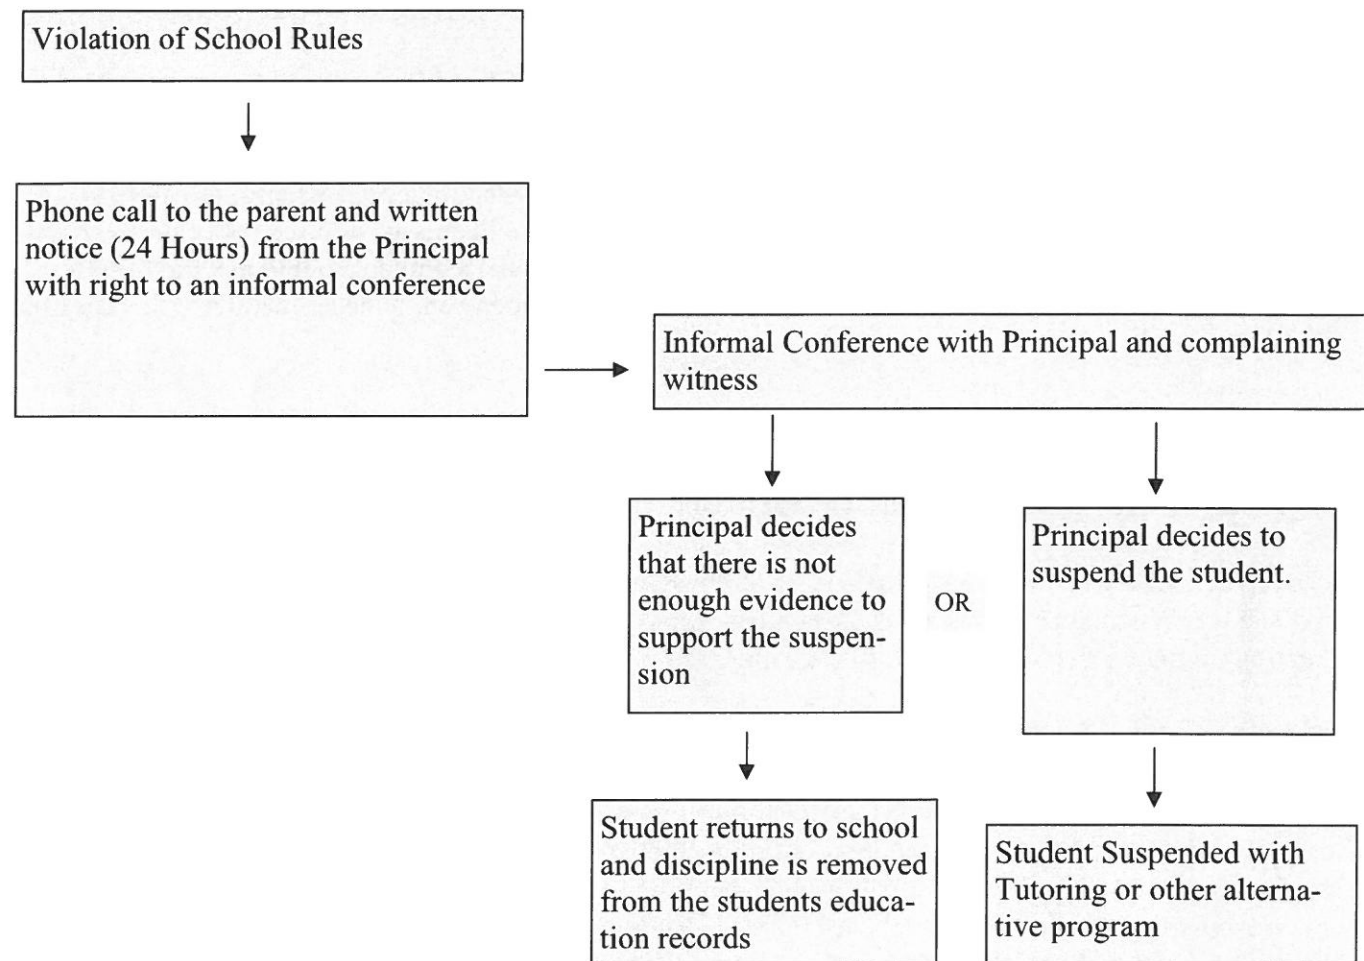 Violation of School Rules
Phone call to the parent and written
notice (24 Hours) from the Principal
with right to an informal conference
Informal Conference with Principal and complaining
witness
Principal decides
that there is not
enough evidence to
support the suspen-
sion
OR
Principal decides to
suspend the student.
Student returns to school
and discipline is removed
from the students educa-
tion records
Student Suspended with
Tutoring or other alterna-
tive program